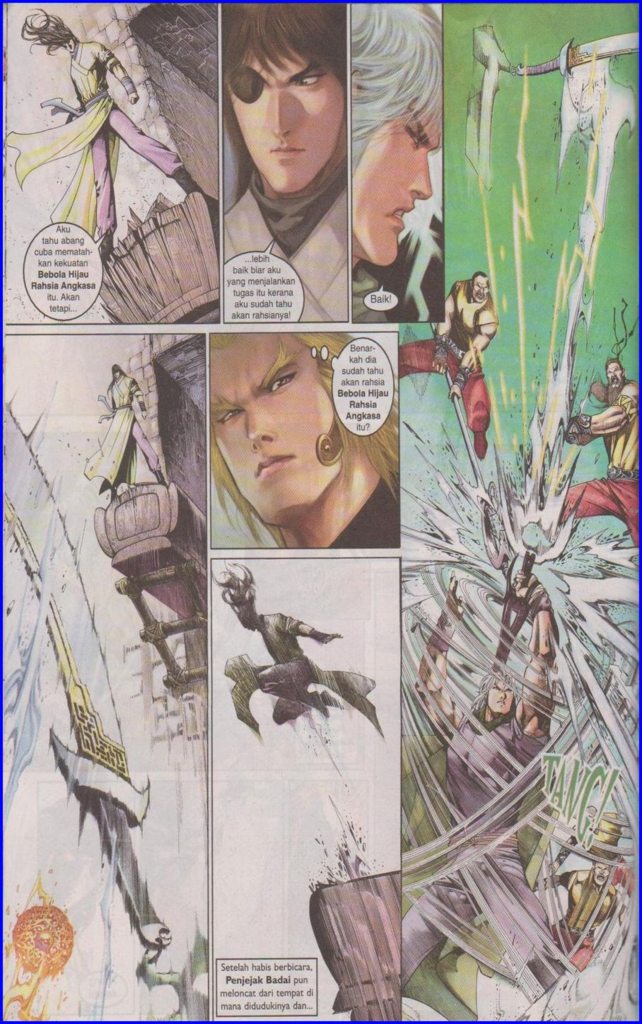 Aku
tahu abang
cuba mematah-
kan kekuatan
Bebola Hijau
Rahsia Angkasa
itu. Akan
tetapi...
...lebih
baik biar aku
yang menjalankan
tugas itu kerana
aku sudah tahu
akan rahsianya!
Baik!
Benar-
kah dia
sudah tahu
akan rahsia
Bebola Hijau
Rahsia
Angkasa
itu?
TANG!
Setelah habis berbicara,
Penjejak Badai pun
meloncat dari tempat di
mana didudukinya dan...